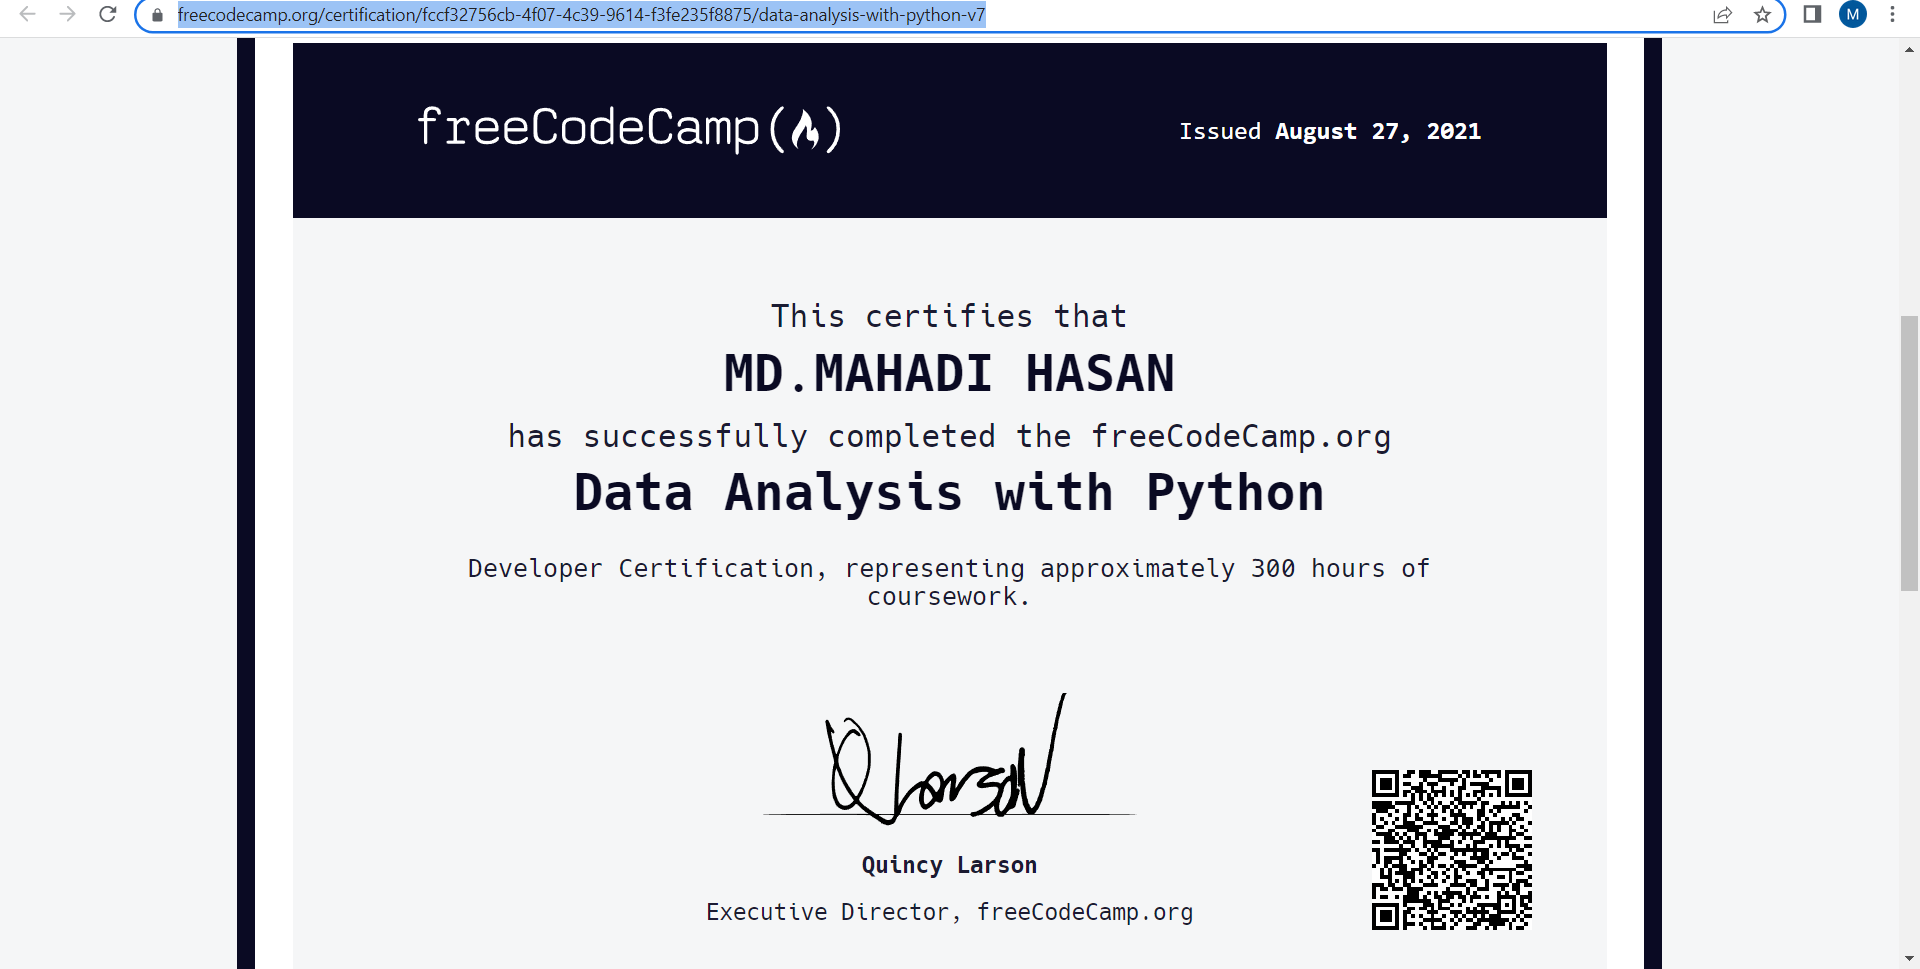 freecodecamp.org/certification/fccf32756cb-4f07-4c39-9614-f3fe235f8875/data-analysis-with-python-v7
M
freeCodeCamp
Issued August 27, 2021
This certifies that
MD.MAHADI HASAN
has successfully completed the freeCodeCamp.org
Data Analysis with Python
Developer Certification, representing approximately 300 hours of
coursework.
Q Larson
Quincy Larson
Executive Director, freeCodeCamp.org